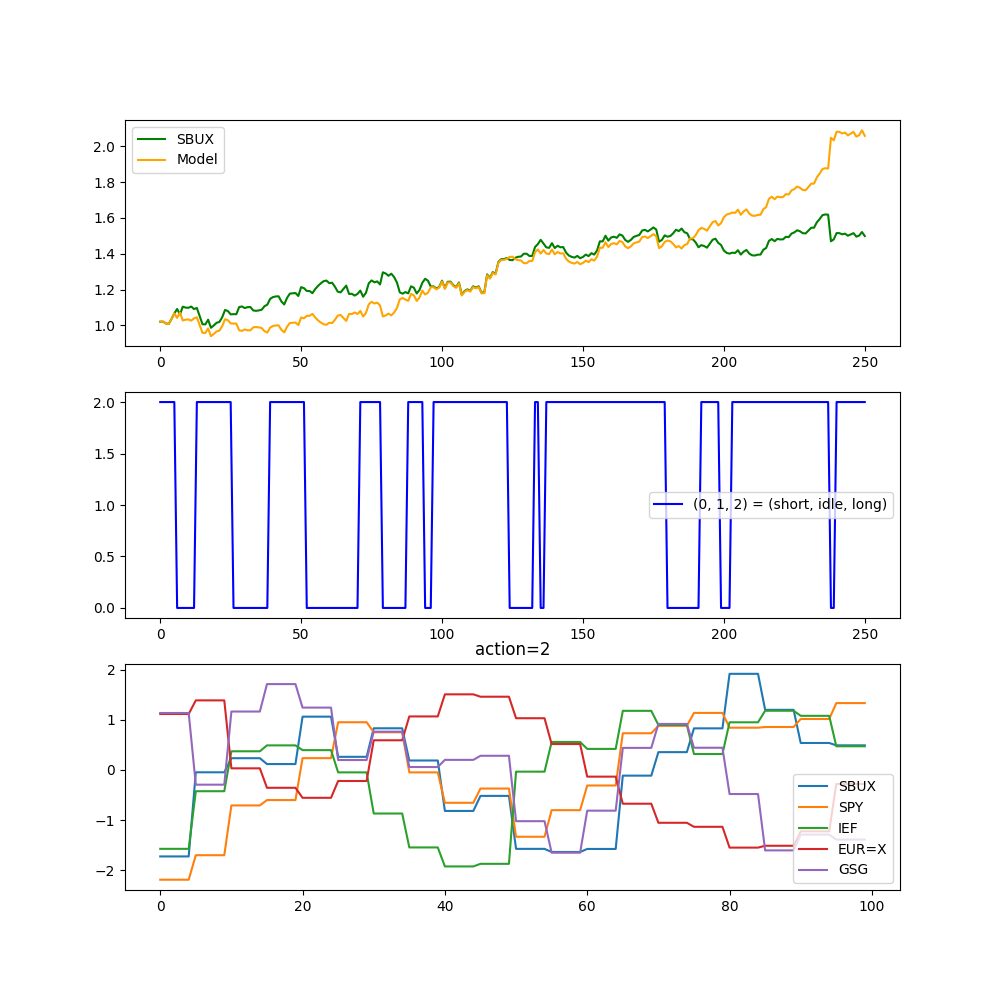 SBUX
Model
2.0
1.8
1.6
1.4
1.2
1.0
0 50 100 150 200 250
2.0
1.5
1.0
0.5
0.0
(0, 1, 2) = (short, idle, long)
0 50 100 150 200 250
action=2
2
1
0
−1
−2
SBUX
SPY
IEF
EUR=X
GSG
0 20 40 60 80 100